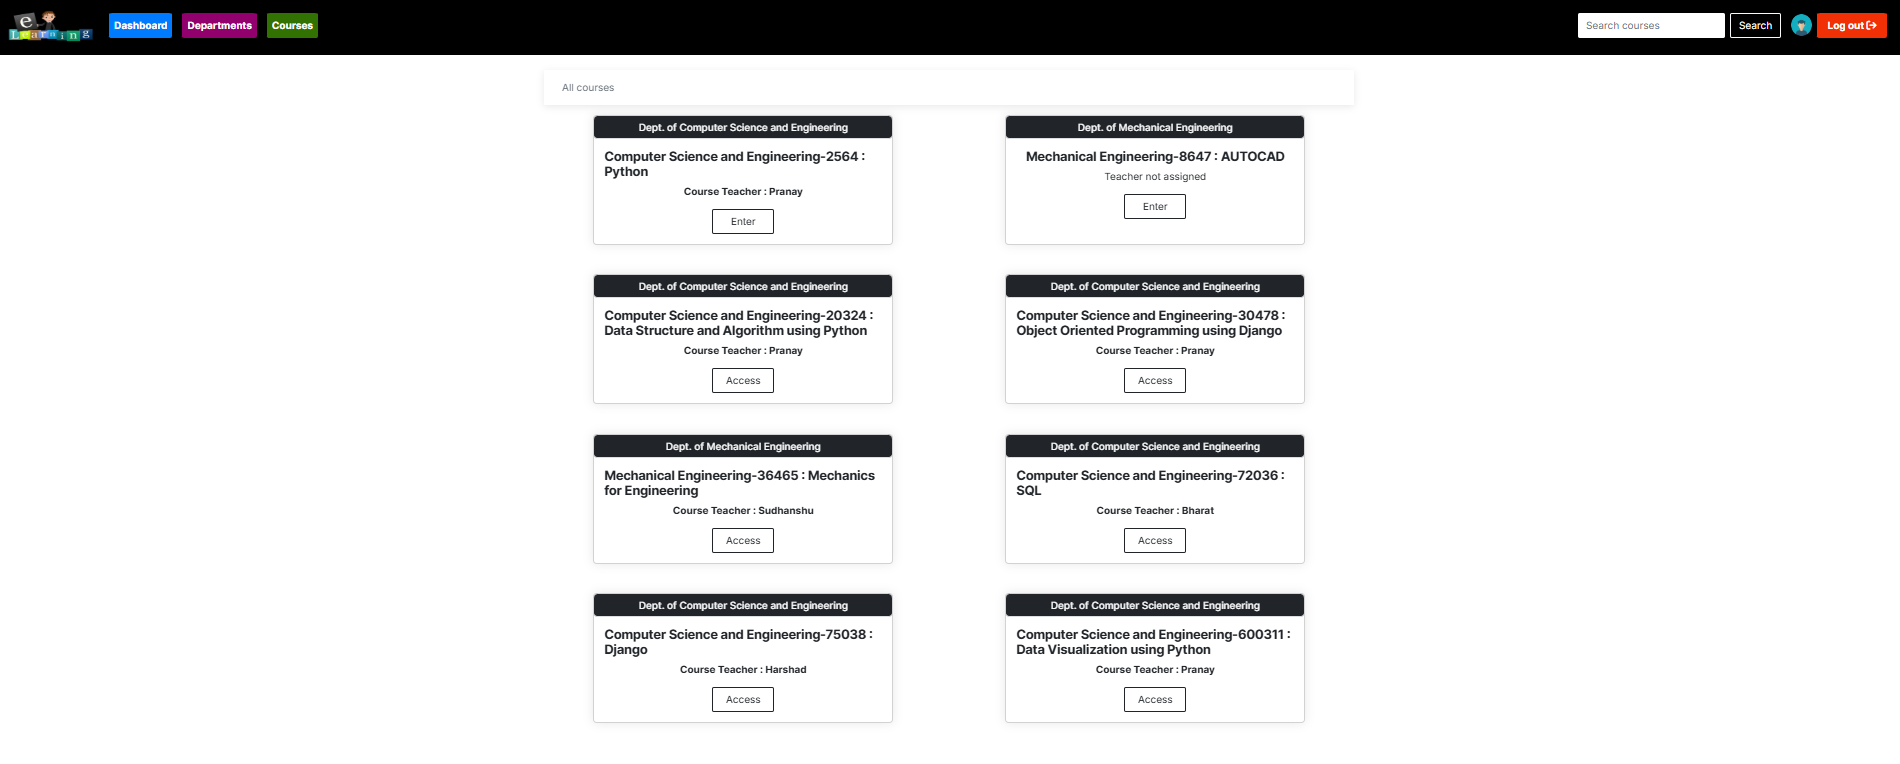 e
Learning
Dashboard
Departments
Courses
Search courses
Search
Log out
All courses
Dept. of Computer Science and Engineering
Computer Science and Engineering-2564 :
Python
Course Teacher : Pranay
Enter
Dept. of Mechanical Engineering
Mechanical Engineering-8647 : AUTOCAD
Teacher not assigned
Enter
Dept. of Computer Science and Engineering
Computer Science and Engineering-20324 :
Data Structure and Algorithm using Python
Course Teacher : Pranay
Access
Dept. of Computer Science and Engineering
Computer Science and Engineering-30478 :
Object Oriented Programming using Django
Course Teacher : Pranay
Access
Dept. of Mechanical Engineering
Mechanical Engineering-36465 : Mechanics
for Engineering
Course Teacher : Sudhanshu
Access
Dept. of Computer Science and Engineering
Computer Science and Engineering-72036 :
SQL
Course Teacher : Bharat
Access
Dept. of Computer Science and Engineering
Computer Science and Engineering-75038 :
Django
Course Teacher : Harshad
Access
Dept. of Computer Science and Engineering
Computer Science and Engineering-600311 :
Data Visualization using Python
Course Teacher : Pranay
Access